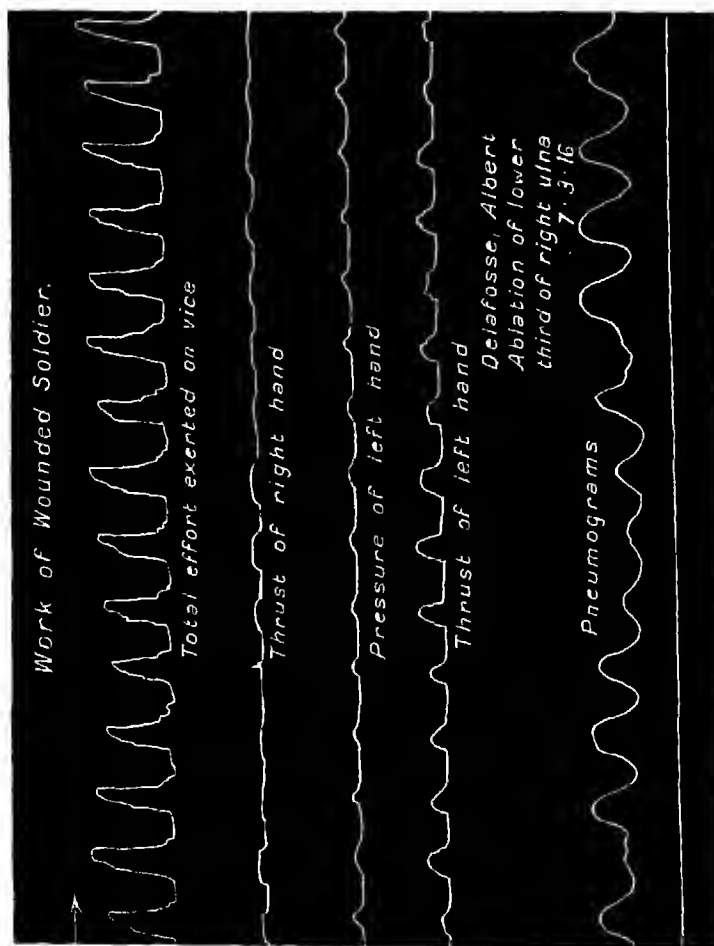 Work of Wounded Soldier.
Total effort exerted on vice
Thrust of right hand
Pressure of left hand
Thrust of left hand
Delafosse, Albert
Ablation of lower
third of right ulna
7·3·16
Pneumograms